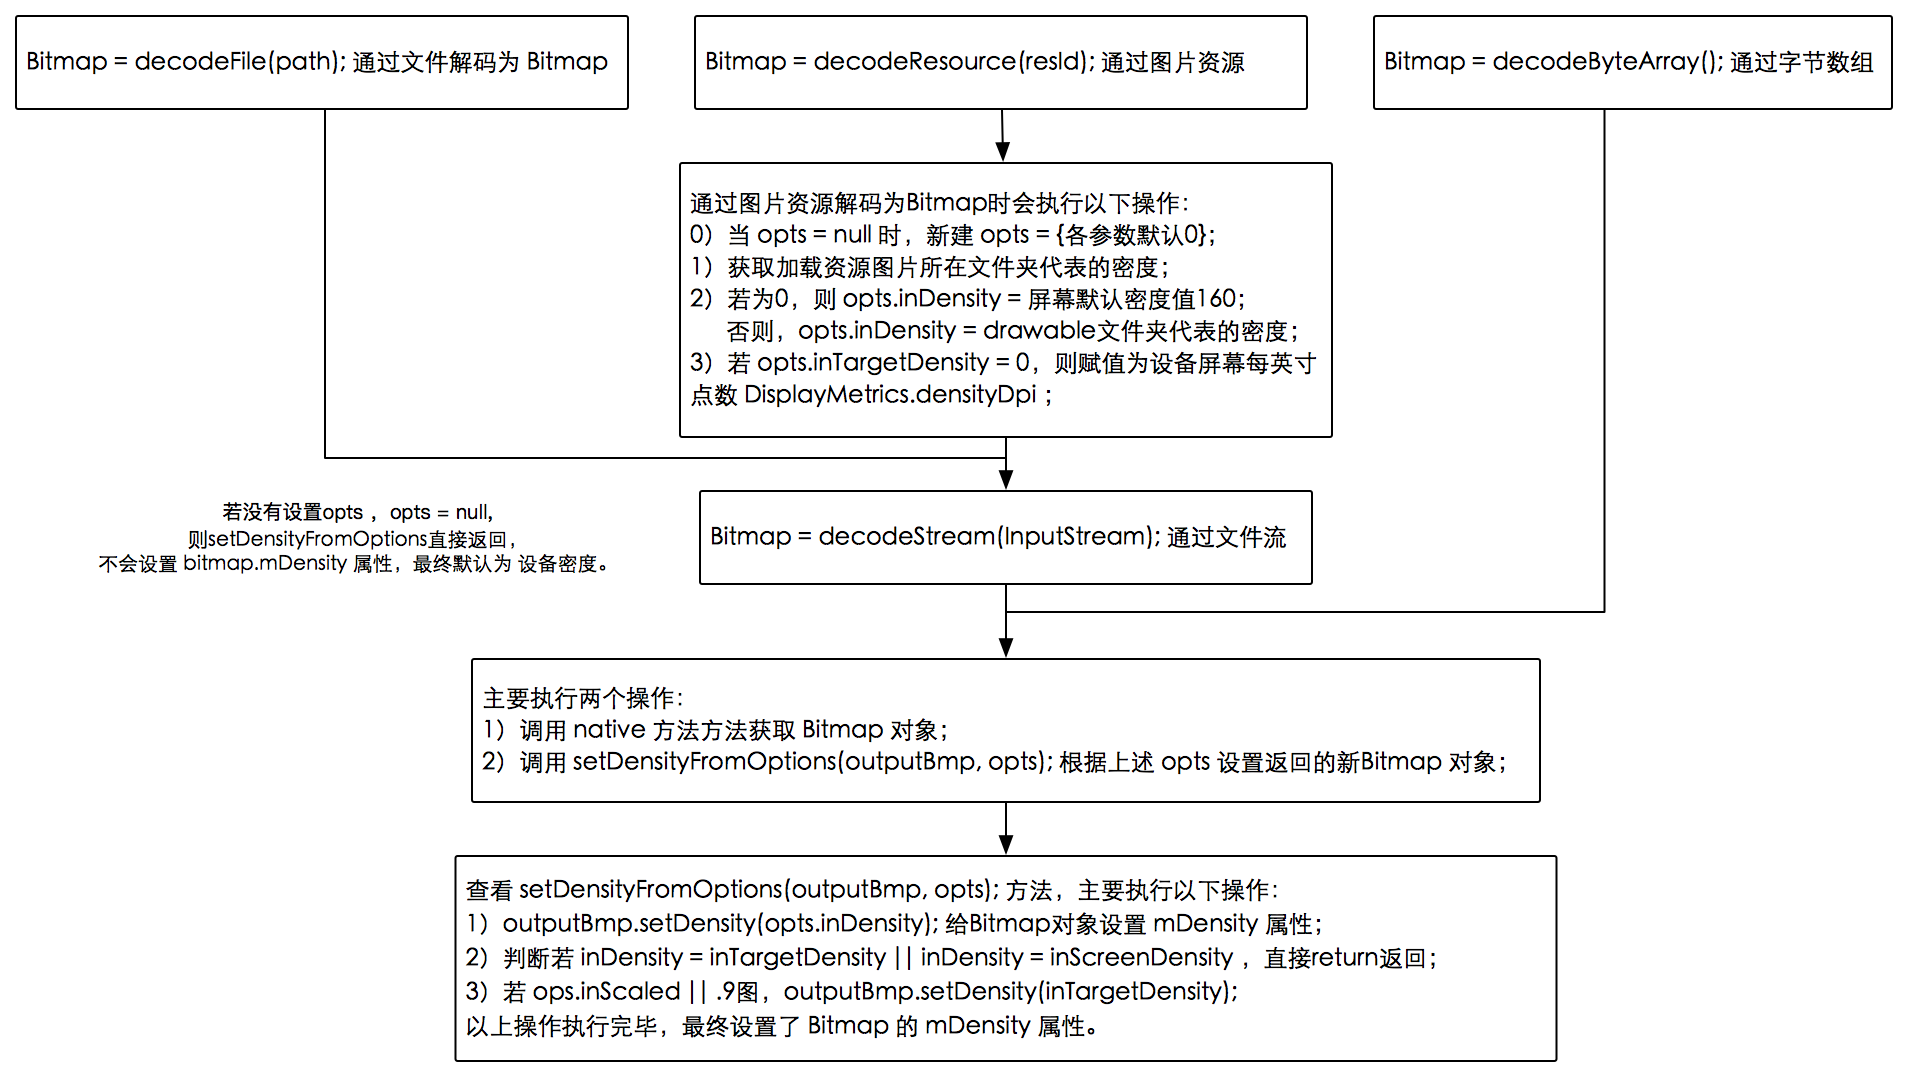 Bitmap = decodeFile(path); 通过文件解码为 Bitmap
Bitmap = decodeResource(resId); 通过图片资源
Bitmap = decodeByteArray(); 通过字节数组
通过图片资源解码为Bitmap时会执行以下操作：
0）当 opts = null 时，新建 opts = {各参数默认0}；
1）获取加载资源图片所在文件夹代表的密度；
2）若为0，则 opts.inDensity = 屏幕默认密度值160；
否则，opts.inDensity = drawable文件夹代表的密度；
3）若 opts.inTargetDensity = 0，则赋值为设备屏幕每英寸
点数 DisplayMetrics.densityDpi ；
若没有设置opts ，opts = null,
则setDensityFromOptions直接返回，
不会设置 bitmap.mDensity 属性，最终默认为 设备密度。
Bitmap = decodeStream(InputStream); 通过文件流
主要执行两个操作：
1）调用 native 方法方法获取 Bitmap 对象；
2）调用 setDensityFromOptions(outputBmp, opts); 根据上述 opts 设置返回的新Bitmap 对象；
查看 setDensityFromOptions(outputBmp, opts); 方法，主要执行以下操作：
1）outputBmp.setDensity(opts.inDensity); 给Bitmap对象设置 mDensity 属性；
2）判断若 inDensity = inTargetDensity || inDensity = inScreenDensity ，直接return返回；
3）若 ops.inScaled || .9图，outputBmp.setDensity(inTargetDensity);
以上操作执行完毕，最终设置了 Bitmap 的 mDensity 属性。